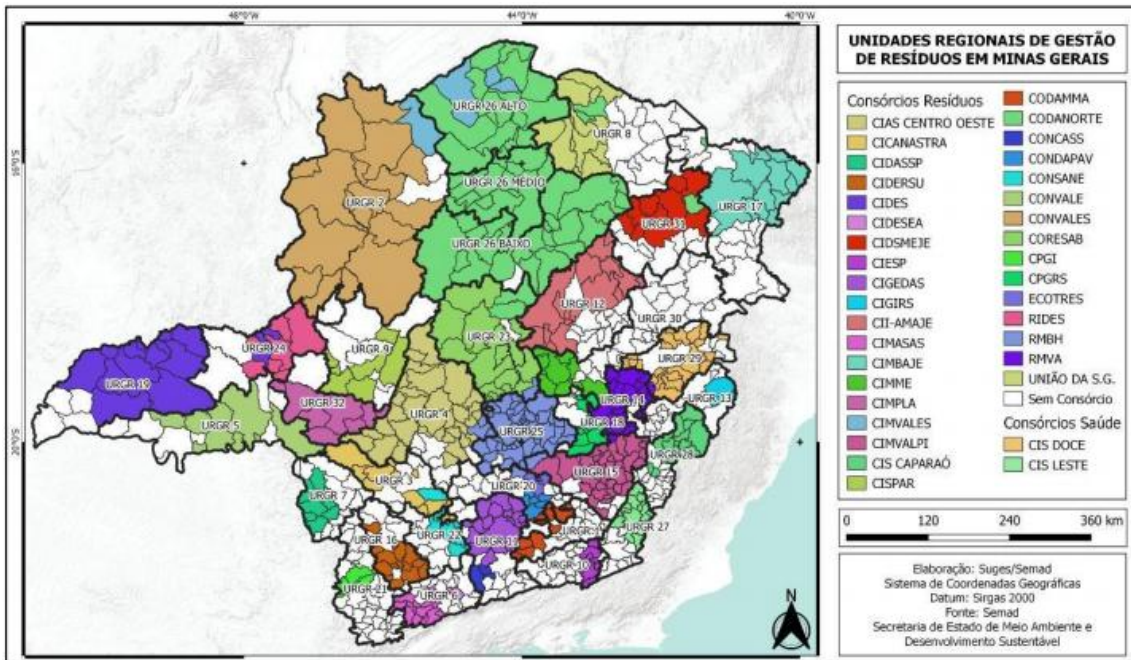 48°0'O
44°0'O
40°0'O
16°0'S
20°0'S
URGR 26 ALTO
URGR 8
URGR 26 MÉDIO
URGR 2
URGR 17
URGR 31
URGR 26 BAIXO
URGR 12
URGR 30
URGR 24
URGR 9
URGR 23
URGR 29
URGR 19
URGR 14
URGR 13
URGR 32
URGR 4
URGR 18
URGR 5
URGR 25
URGR 28
URGR 15
URGR 3
URGR 20
URGR 7
URGR 27
URGR 16
URGR 22
URGR 11
URGR 1
URGR 10
URGR 21
URGR 6
UNIDADES REGIONAIS DE GESTÃO
DE RESÍDUOS EM MINAS GERAIS
Consórcios Resíduos
CIAS CENTRO OESTE
CICANASTRA
CIDASSP
CIDERSU
CIDES
CIDESEA
CIDSMEJE
CIESP
CIGEDAS
CIGIRS
CII-AMAJE
CIMASAS
CIMBAJE
CIMME
CIMPLA
CIMVALES
CIMVALPI
CIS CAPARAÓ
CISPAR
CODAMMA
CODANORTE
CONCASS
CONDAPAV
CONSANE
CONVALE
CONVALES
CORESAB
CPGI
CPGRS
ECOTRES
RIDES
RMBH
RMVA
UNIÃO DA S.G.
Sem Consórcio
Consórcios Saúde
CIS DOCE
CIS LESTE
0 120 240 360 km
Elaboração: Suges/Semad
Sistema de Coordenadas Geográficas
Datum: Sirgas 2000
Fonte: Semad
Secretaria de Estado de Meio Ambiente e
Desenvolvimento Sustentável
N